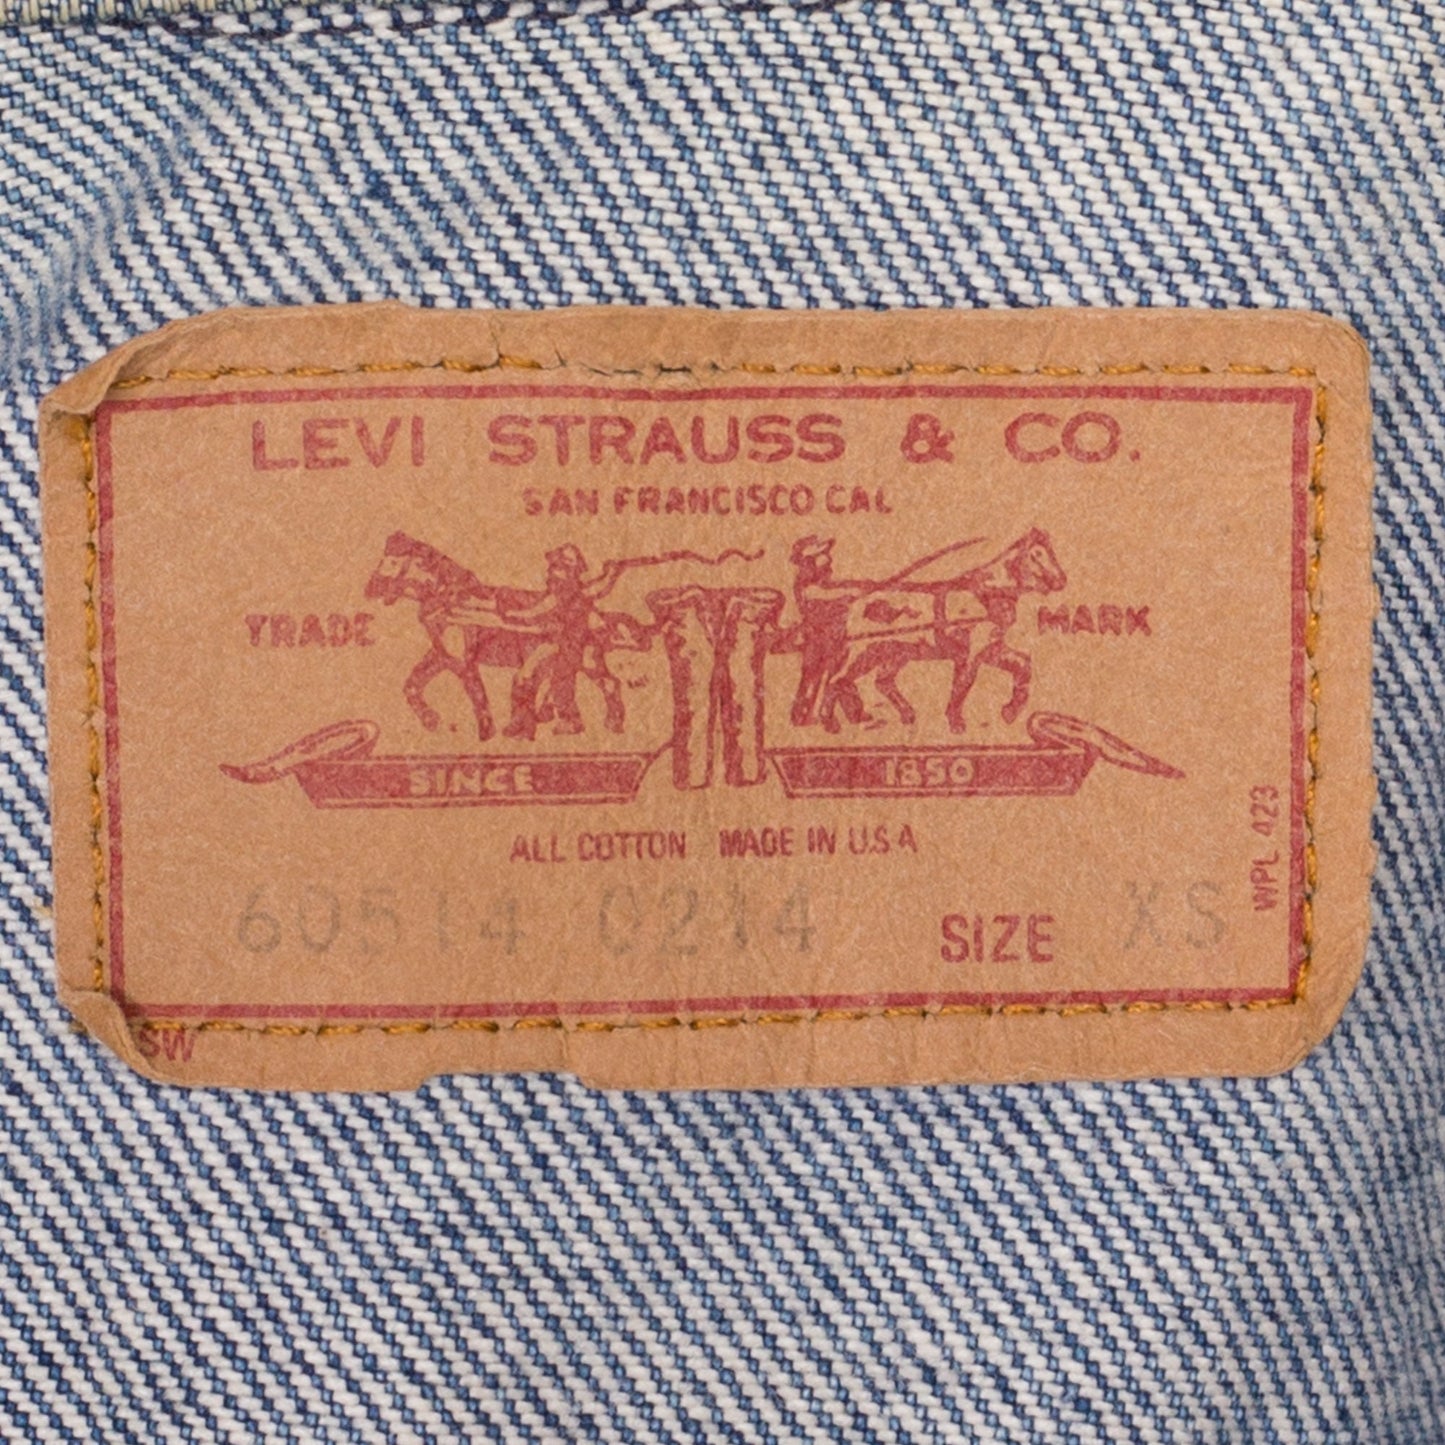 LEVI STRAUSS & CO.
SAN FRANCISCO CAL
TRADE MARK
SINCE 1850
ALL COTTON MADE IN U.S.A
60514 0214 SIZE XS
WPL 423
SW